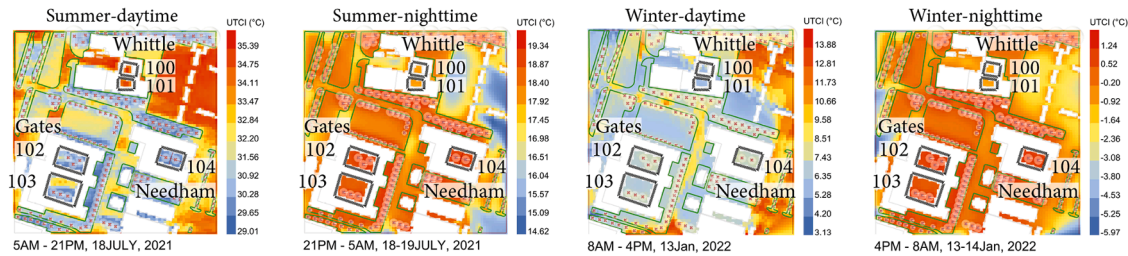 Summer-daytime
UTCI (°C)
Whittle
100
101
Gates
102
103
104
Needham
35.39
34.75
34.11
33.47
32.84
32.20
31.56
30.92
30.28
29.65
29.01
5AM - 21PM, 18JULY, 2021
Summer-nighttime
UTCI (°C)
Whittle
100
101
Gates
102
103
104
Needham
19.34
18.87
18.40
17.92
17.45
16.98
16.51
16.04
15.57
15.09
14.62
21PM - 5AM, 18-19JULY, 2021
Winter-daytime
UTCI (°C)
Whittle
100
101
Gates
102
103
104
Needham
13.88
12.81
11.73
10.66
9.58
8.51
7.43
6.35
5.28
4.20
3.13
8AM - 4PM, 13Jan, 2022
Winter-nighttime
UTCI (°C)
Whittle
100
101
Gates
102
103
104
Needham
1.24
0.52
-0.20
-0.92
-1.64
-2.36
-3.08
-3.80
-4.53
-5.25
-5.97
4PM - 8AM, 13-14Jan, 2022